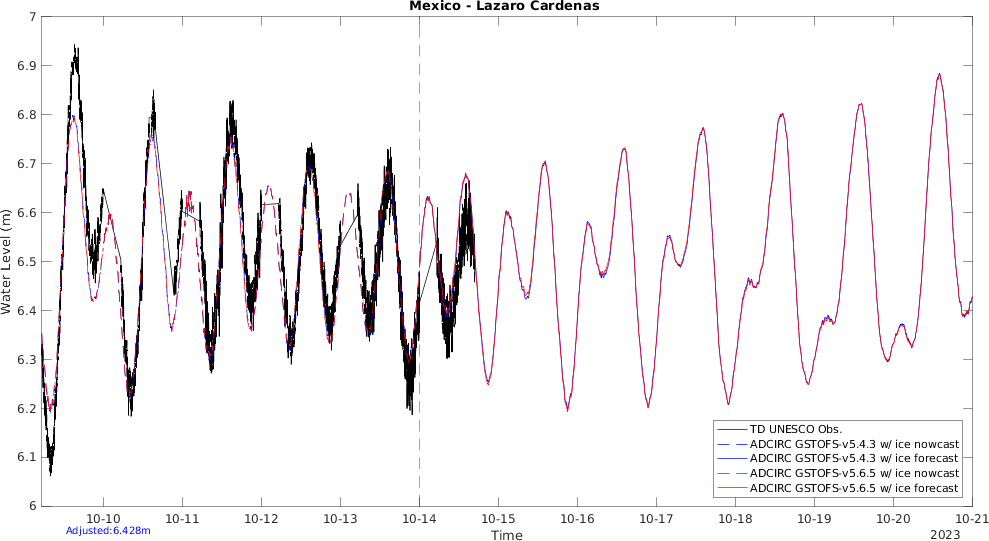 Mexico - Lazaro Cardenas
Water Level (m)
7
6.9
6.8
6.7
6.6
6.5
6.4
6.3
6.2
6.1
6
TD UNESCO Obs.
ADCIRC GSTOFS-v5.4.3 w/ ice nowcast
ADCIRC GSTOFS-v5.4.3 w/ ice forecast
ADCIRC GSTOFS-v5.6.5 w/ ice nowcast
ADCIRC GSTOFS-v5.6.5 w/ ice forecast
10-10 10-11 10-12 10-13 10-14 10-15 10-16 10-17 10-18 10-19 10-20 10-21
Adjusted:6.428m
Time
2023